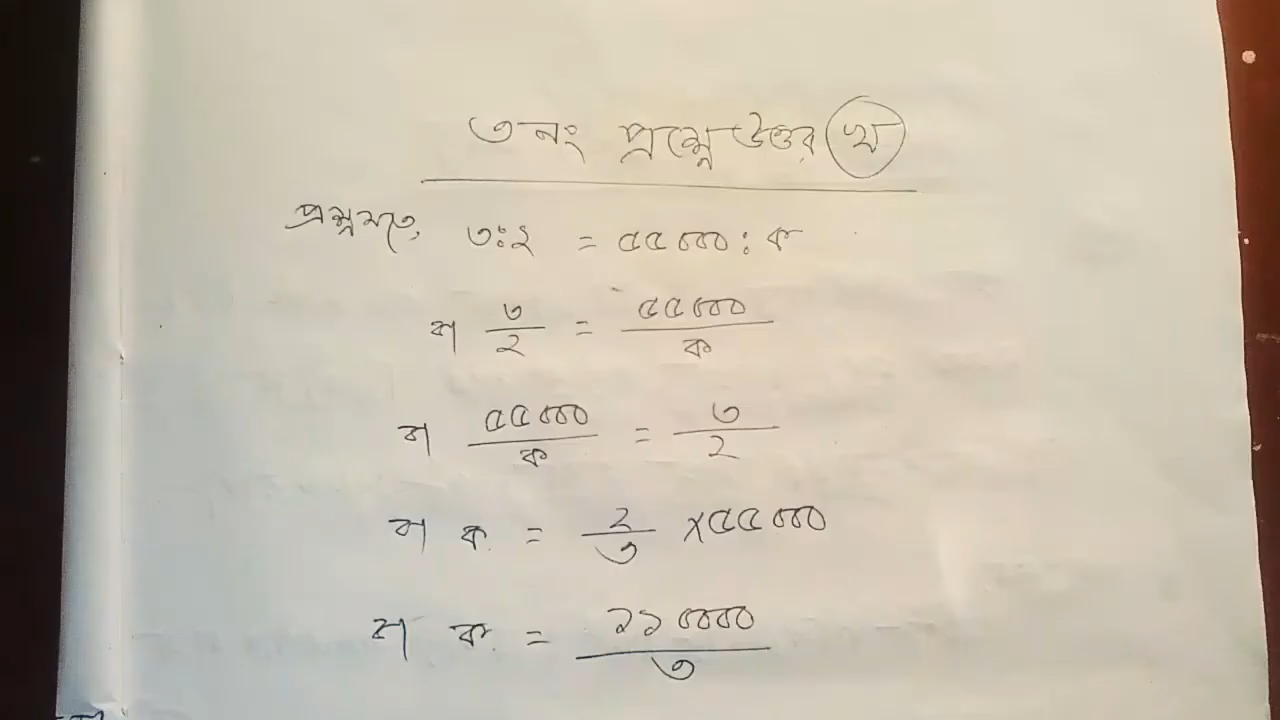 ৩ নং প্রশ্নে উত্তর খ
প্রশ্নমতে, ৩ঃ২ = ৫৫০০০ : ক
বা ৩/২ = ৫৫০০০/ক
বা ৫৫০০০/ক = ৩/২
বা ক = ২/৩ × ৫৫০০০
বা ক = ১১০০০০/৩